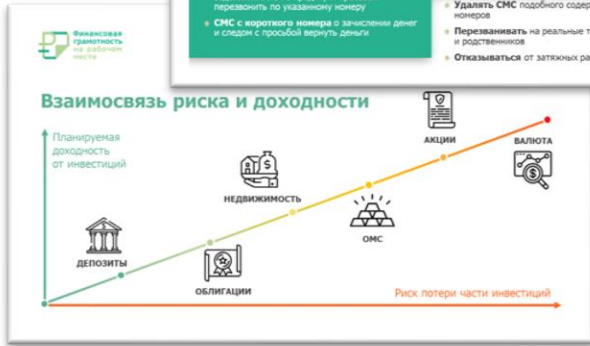 перезвонить по указанному номеру
СМС с короткого номера о зачислении денег
и следом с просьбой вернуть деньги
Удалять СМС подобного
номеров
Перезванивать на реальные
и родственников
Отказываться от затяжных
Финансовая
грамотность
на рабочем
месте
Взаимосвязь риска и доходности
Планируемая
доходность
от инвестиций
ДЕПОЗИТЫ
ОБЛИГАЦИИ
НЕДВИЖИМОСТЬ
ОМС
АКЦИИ
ВАЛЮТА
Риск потери части инвестиций